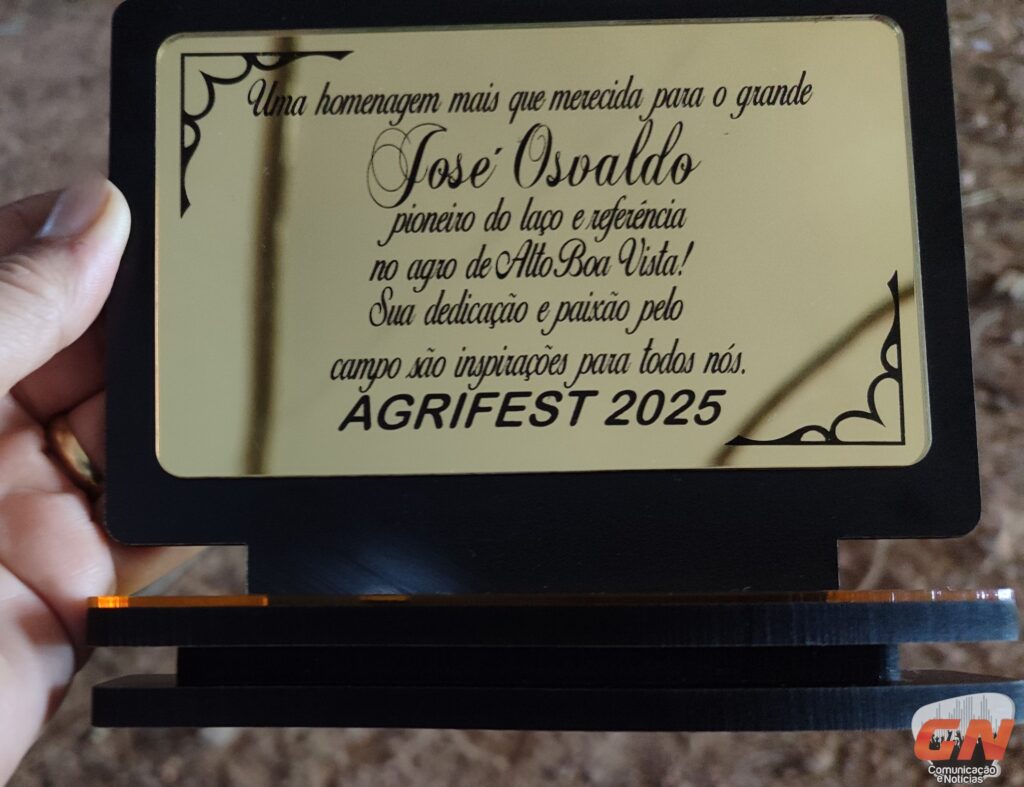 Uma homenagem mais que merecida para o grande
José Osvaldo
pioneiro do laço e referência
no agro de Alto Boa Vista!
Sua dedicação e paixão pelo
campo são inspirações para todos nós.
AGRIFEST 2025
GN
Comunicação
e Notícias